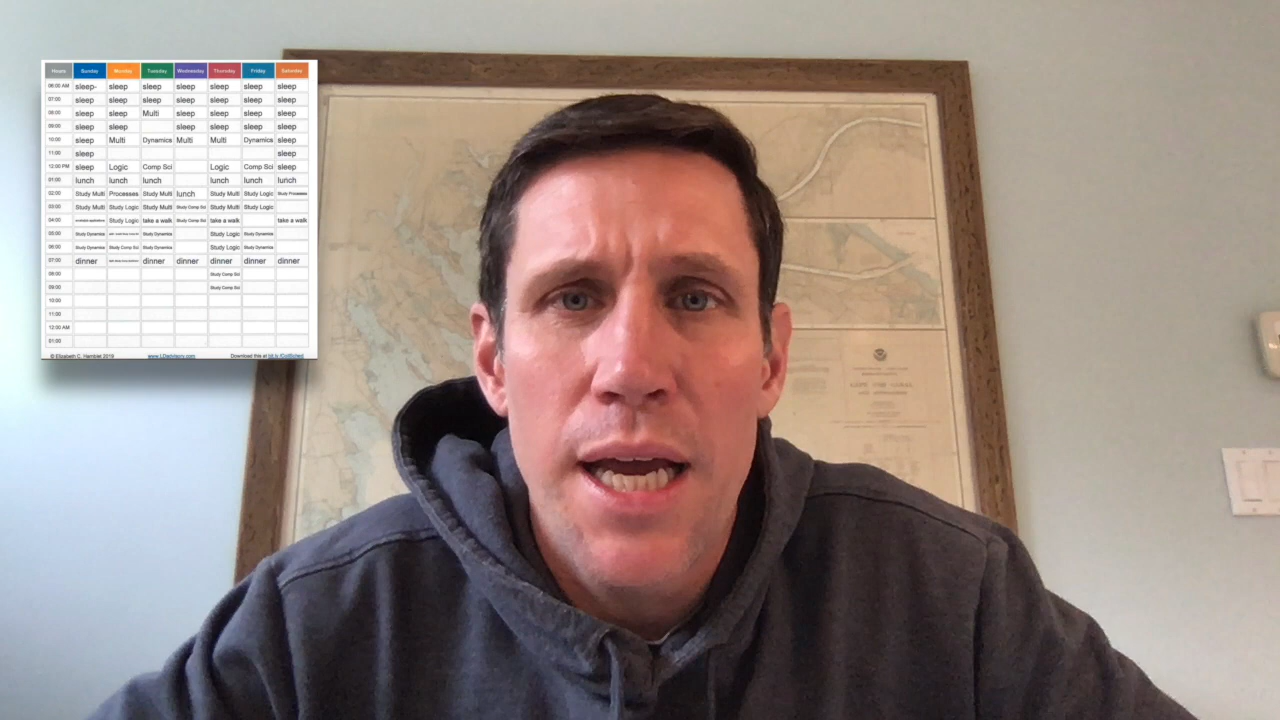 Hours Sunday Monday Tuesday Wednesday Thursday Friday Saturday
06:00 AM sleep- sleep sleep sleep sleep sleep sleep
07:00 sleep sleep sleep sleep sleep sleep sleep
08:00 sleep sleep Multi sleep sleep sleep sleep
09:00 sleep sleep sleep sleep sleep sleep
10:00 sleep Multi Dynamics Multi Multi Dynamics sleep
11:00 sleep sleep
12:00 PM sleep Logic Comp Sci Logic Comp Sci sleep
01:00 lunch lunch lunch lunch lunch lunch
02:00 Study Multi Processes Study Multi lunch Study Multi Study Logic Study Processes
03:00 Study Multi Study Logic Study Multi Study Comp Sci Study Multi Study Logic
04:00 Study Logic take a walk Study Comp Sci take a walk take a walk
05:00 Study Dynamics Study Dynamics Study Logic Study Dynamics
06:00 Study Dynamics Study Comp Sci Study Dynamics Study Logic Study Dynamics
07:00 dinner dinner dinner dinner dinner dinner
08:00 Study Comp Sci
09:00 Study Comp Sci
10:00
11:00
12:00 AM
01:00
© Elizabeth C. Hamblet 2019 www.LDadvisory.com Download this at